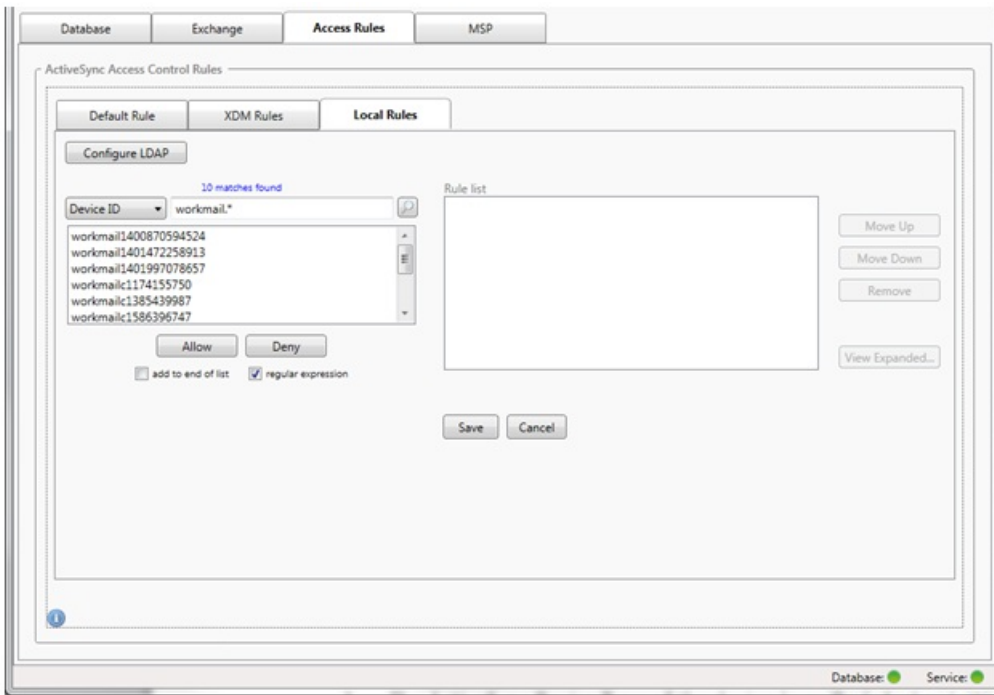 Database Exchange Access Rules MSP
ActiveSync Access Control Rules
Default Rule XDM Rules Local Rules
Configure LDAP
10 matches found
Rule list
Device ID workmail.*
workmail1400870594524
workmail1401472258913
workmail1401997078657
workmailc1174155750
workmailc1385439987
workmailc1586396747
Move Up
Move Down
Remove
View Expanded...
Allow Deny
add to end of list regular expression
Save Cancel
Database: Service: